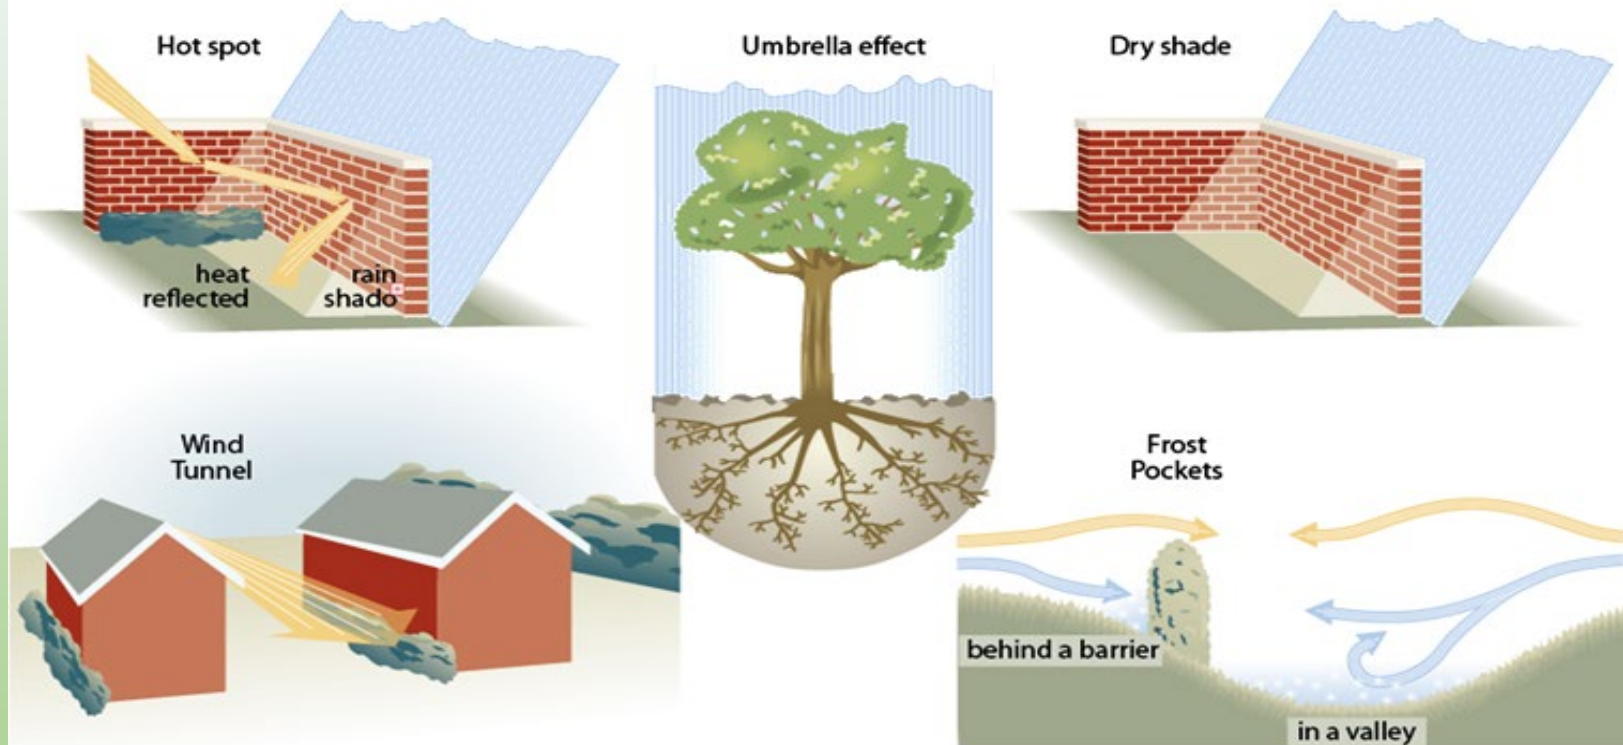 Hot spot
Umbrella effect
Dry shade
heat
reflected
rain
shado
Wind
Tunnel
Frost
Pockets
behind a barrier
in a valley